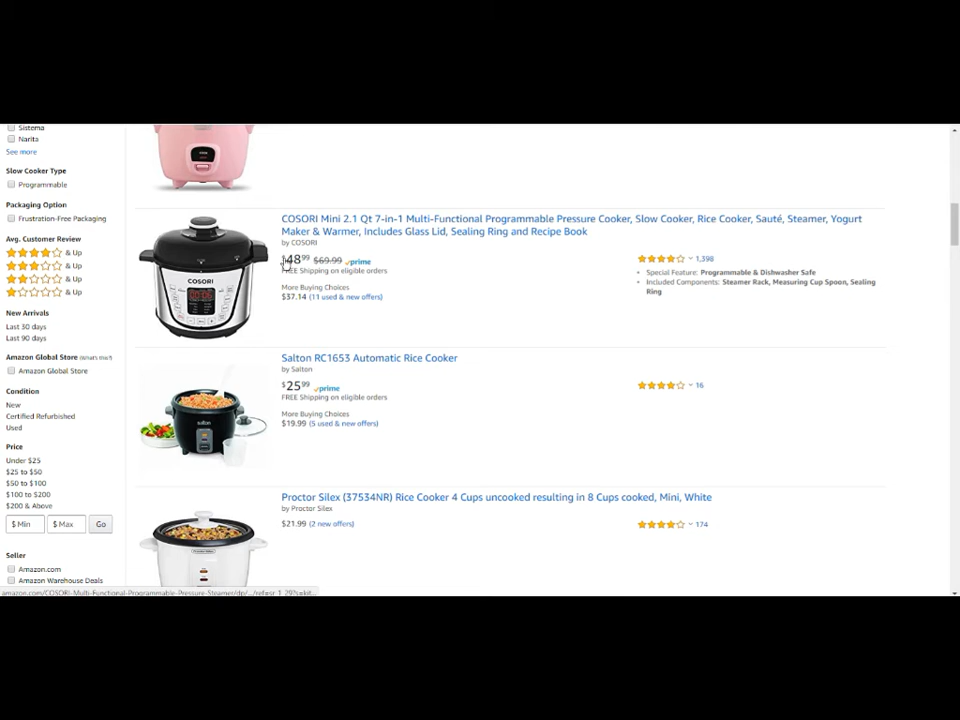 Sistema
Narita
See more
Slow Cooker Type
Programmable
Packaging Option
Frustration-Free Packaging
Avg. Customer Review
& Up
& Up
& Up
& Up
New Arrivals
Last 30 days
Last 90 days
Amazon Global Store (What's this?)
Amazon Global Store
Condition
New
Certified Refurbished
Used
Price
Under $25
$25 to $50
$50 to $100
$100 to $200
$200 & Above
$ Min $ Max Go
Seller
Amazon.com
Amazon Warehouse Deals
COSORI Mini 2.1 Qt 7-in-1 Multi-Functional Programmable Pressure Cooker, Slow Cooker, Rice Cooker, Sauté, Steamer, Yogurt
Maker & Warmer, Includes Glass Lid, Sealing Ring and Recipe Book
by COSORI
$48.99 $69.99 prime
FREE Shipping on eligible orders
More Buying Choices
$37.14 (11 used & new offers)
1,398
Special Feature: Programmable & Dishwasher Safe
Included Components: Steamer Rack, Measuring Cup Spoon, Sealing
Ring
COSORI
Salton RC1653 Automatic Rice Cooker
by Salton
$25.99 prime
FREE Shipping on eligible orders
More Buying Choices
$19.99 (5 used & new offers)
16
salton
Proctor Silex (37534NR) Rice Cooker 4 Cups uncooked resulting in 8 Cups cooked, Mini, White
by Proctor Silex
$21.99 (2 new offers)
174